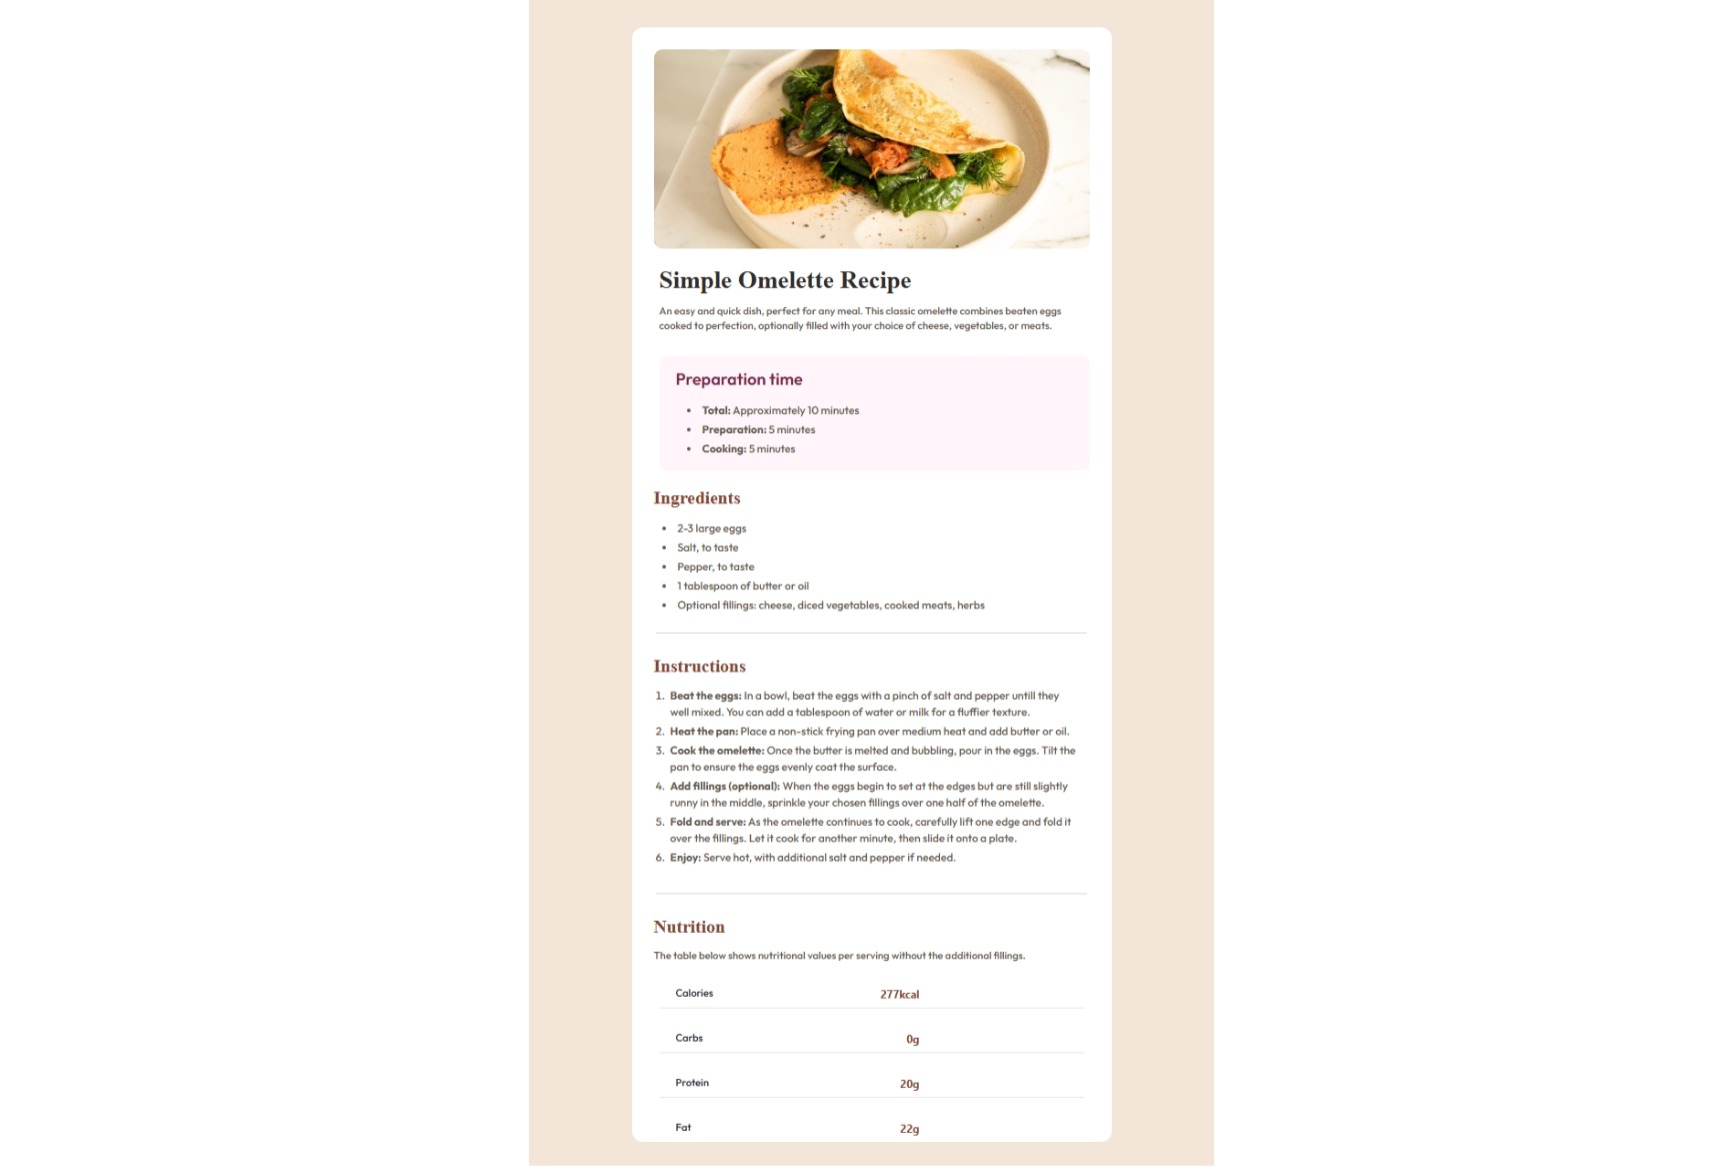 Simple Omelette Recipe
An easy and quick dish, perfect for any meal. This classic omelette combines beaten eggs
cooked to perfection, optionally filled with your choice of cheese, vegetables, or meats.
Preparation time
• Total: Approximately 10 minutes
• Preparation: 5 minutes
• Cooking: 5 minutes
Ingredients
• 2-3 large eggs
• Salt, to taste
• Pepper, to taste
• 1 tablespoon of butter or oil
• Optional fillings: cheese, diced vegetables, cooked meats, herbs
Instructions
1. Beat the eggs: In a bowl, beat the eggs with a pinch of salt and pepper untill they
well mixed. You can add a tablespoon of water or milk for a fluffier texture.
2. Heat the pan: Place a non-stick frying pan over medium heat and add butter or oil.
3. Cook the omelette: Once the butter is melted and bubbling, pour in the eggs. Tilt the
pan to ensure the eggs evenly coat the surface.
4. Add fillings (optional): When the eggs begin to set at the edges but are still slightly
runny in the middle, sprinkle your chosen fillings over one half of the omelette.
5. Fold and serve: As the omelette continues to cook, carefully lift one edge and fold it
over the fillings. Let it cook for another minute, then slide it onto a plate.
6. Enjoy: Serve hot, with additional salt and pepper if needed.
Nutrition
The table below shows nutritional values per serving without the additional fillings.
Calories 277kcal
Carbs 0g
Protein 20g
Fat 22g